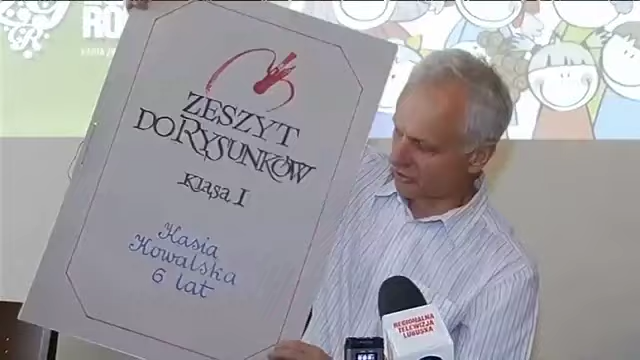 ZESZYT
DO RYSUNKÓW
Klasa I
Kasia
Kowalska
6 lat
REGIONALNA
TELEWIZJA
LUBUSKA